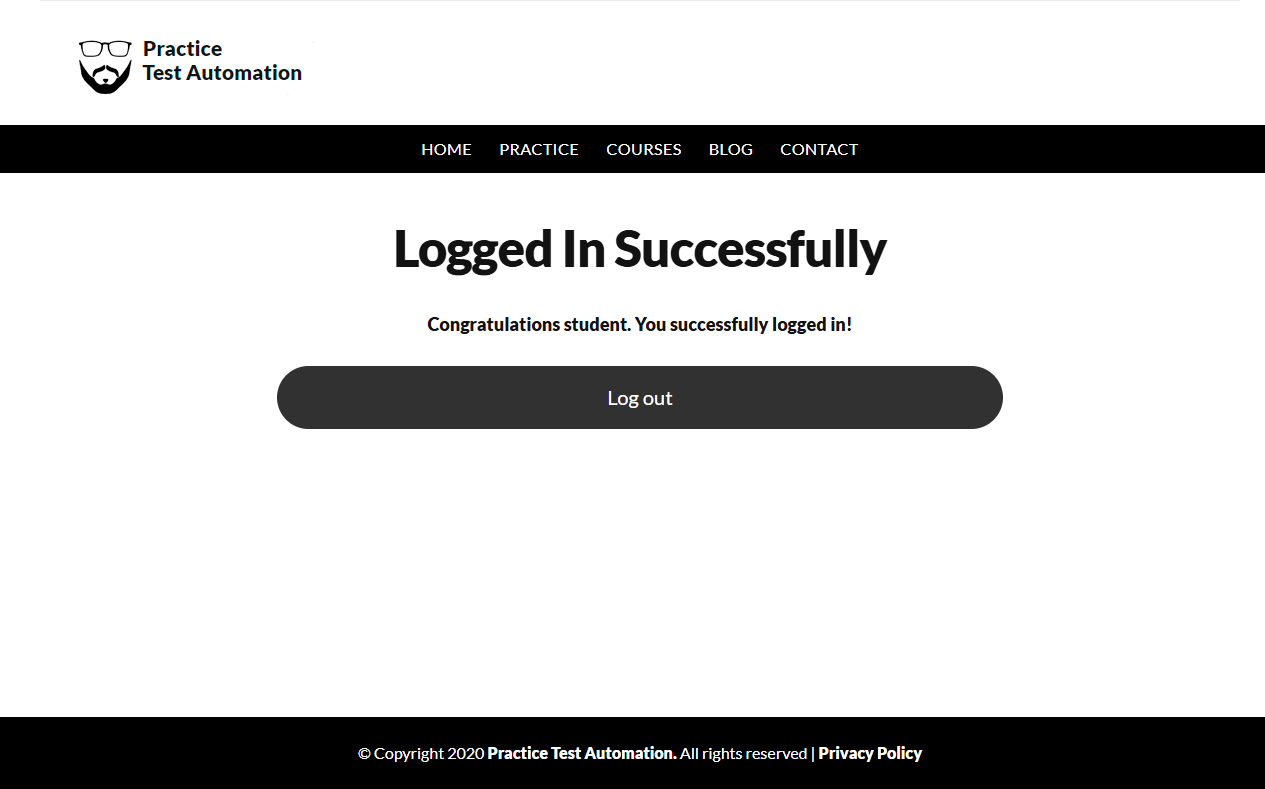 Practice
Test Automation
HOME PRACTICE COURSES BLOG CONTACT
Logged In Successfully
Congratulations student. You successfully logged in!
Log out
© Copyright 2020 Practice Test Automation. All rights reserved | Privacy Policy